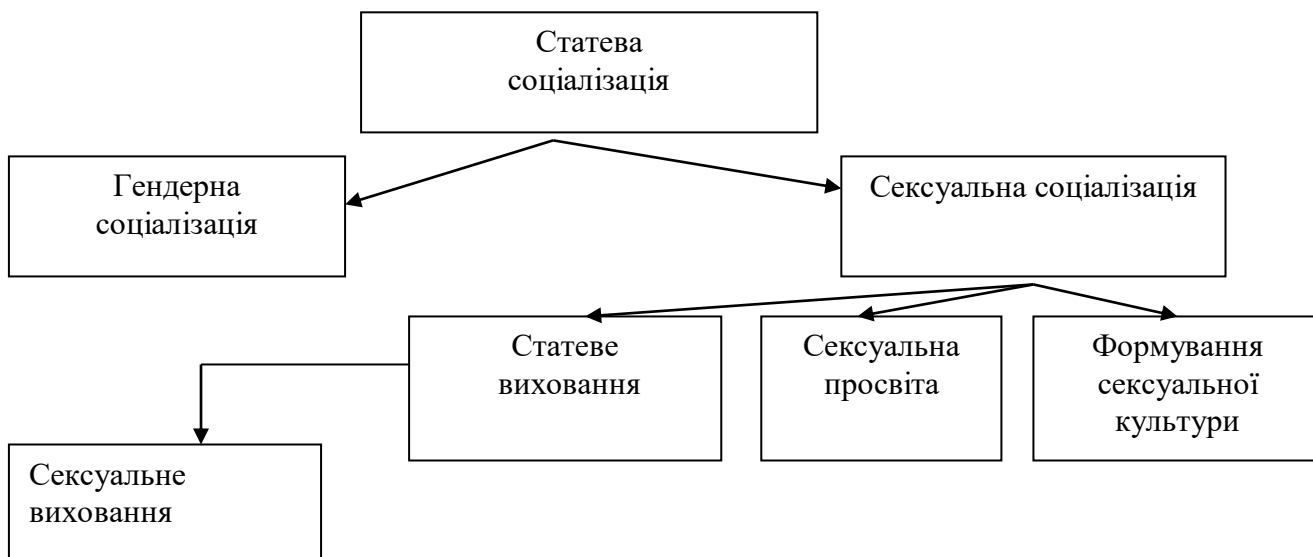 Статева
соціалізація
Гендерна
соціалізація
Сексуальна соціалізація
Статеве
виховання
Сексуальна
просвіта
Формування
сексуальної
культури
Сексуальне
виховання